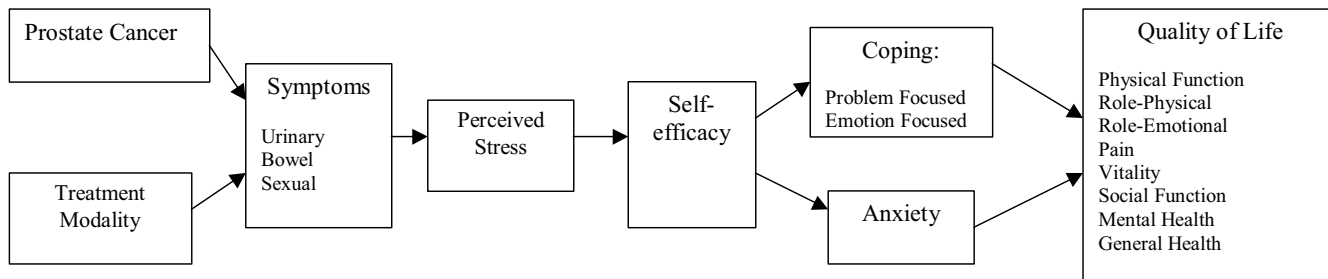 Prostate Cancer
Treatment
Modality
Symptoms
Urinary
Bowel
Sexual
Perceived
Stress
Self-
efficacy
Coping:
Problem Focused
Emotion Focused
Anxiety
Quality of Life
Physical Function
Role-Physical
Role-Emotional
Pain
Vitality
Social Function
Mental Health
General Health